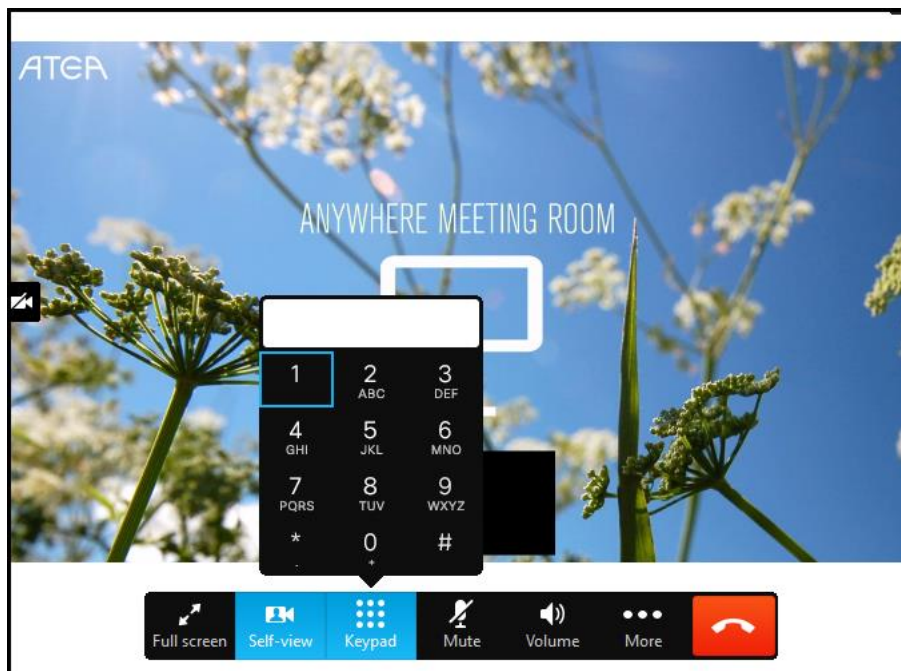 ATEA
ANYWHERE MEETING ROOM
1 2 3
ABC DEF
4 5 6
GHI JKL MNO
7 8 9
PQRS TUV WXYZ
* 0 #
. +
Full screen Self-view Keypad Mute Volume More